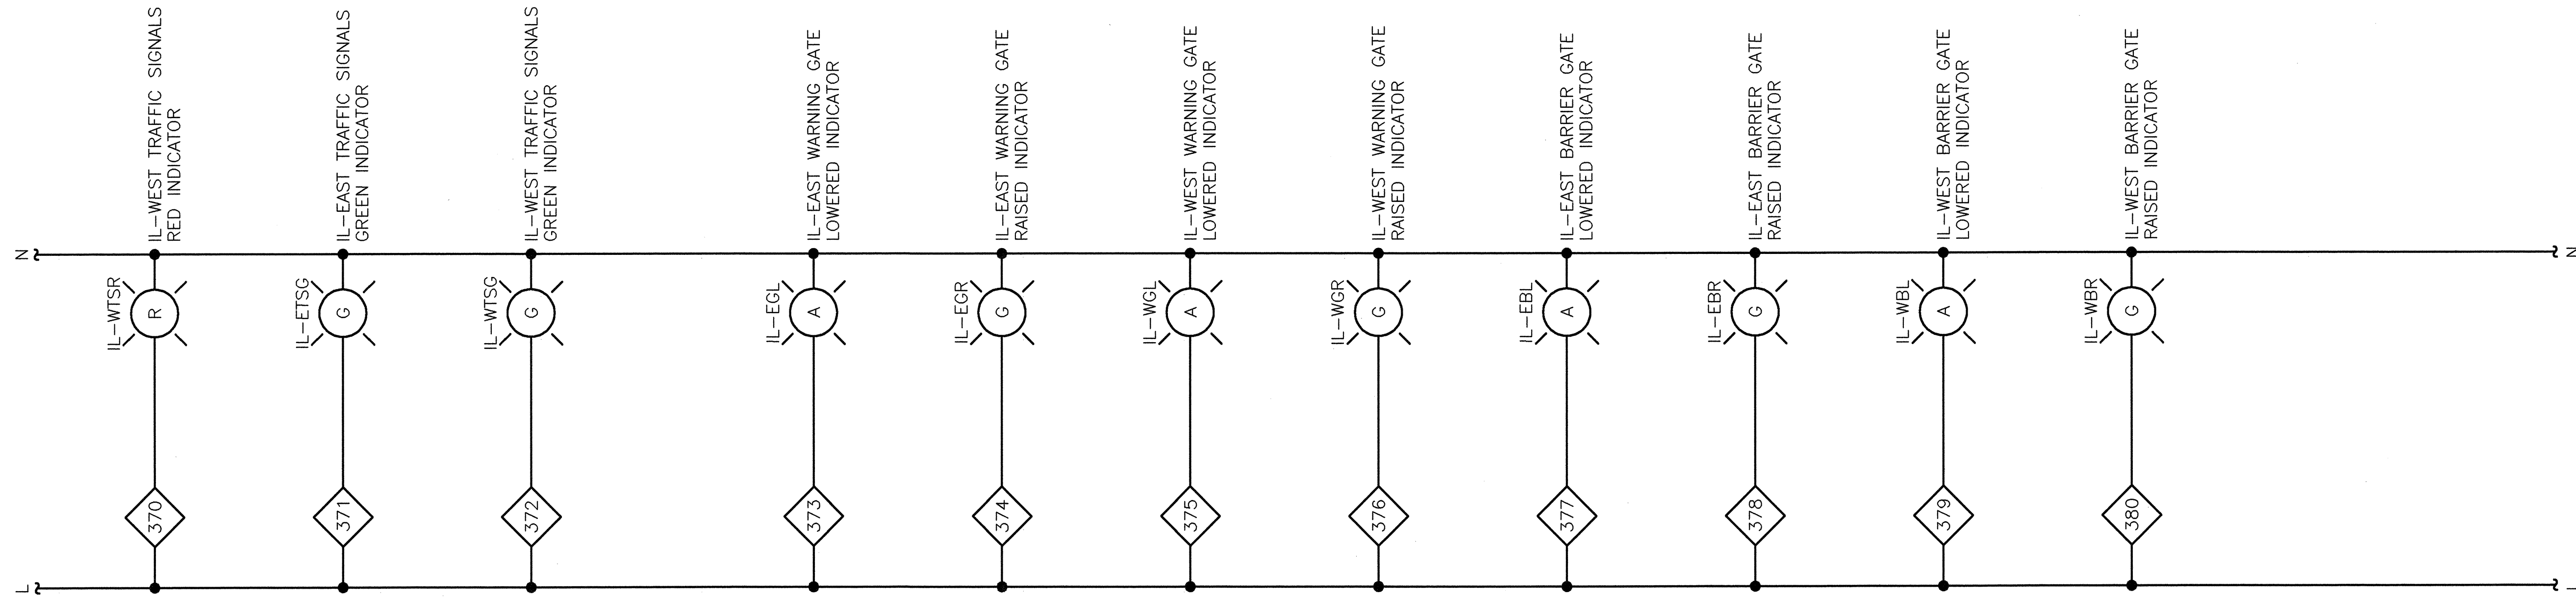 L
N
370
IL-WTSR
R
IL-WEST TRAFFIC SIGNALS
RED INDICATOR
371
IL-ETSG
G
IL-EAST TRAFFIC SIGNALS
GREEN INDICATOR
372
IL-WTSG
G
IL-WEST TRAFFIC SIGNALS
GREEN INDICATOR
373
IL-EGL
A
IL-EAST WARNING GATE
LOWERED INDICATOR
374
IL-EGR
G
IL-EAST WARNING GATE
RAISED INDICATOR
375
IL-WGL
A
IL-WEST WARNING GATE
LOWERED INDICATOR
376
IL-WGR
G
IL-WEST WARNING GATE
RAISED INDICATOR
377
IL-EBL
A
IL-EAST BARRIER GATE
LOWERED INDICATOR
378
IL-EBR
G
IL-EAST BARRIER GATE
RAISED INDICATOR
379
IL-WBL
A
IL-WEST BARRIER GATE
LOWERED INDICATOR
380
IL-WBR
G
IL-WEST BARRIER GATE
RAISED INDICATOR
L
N